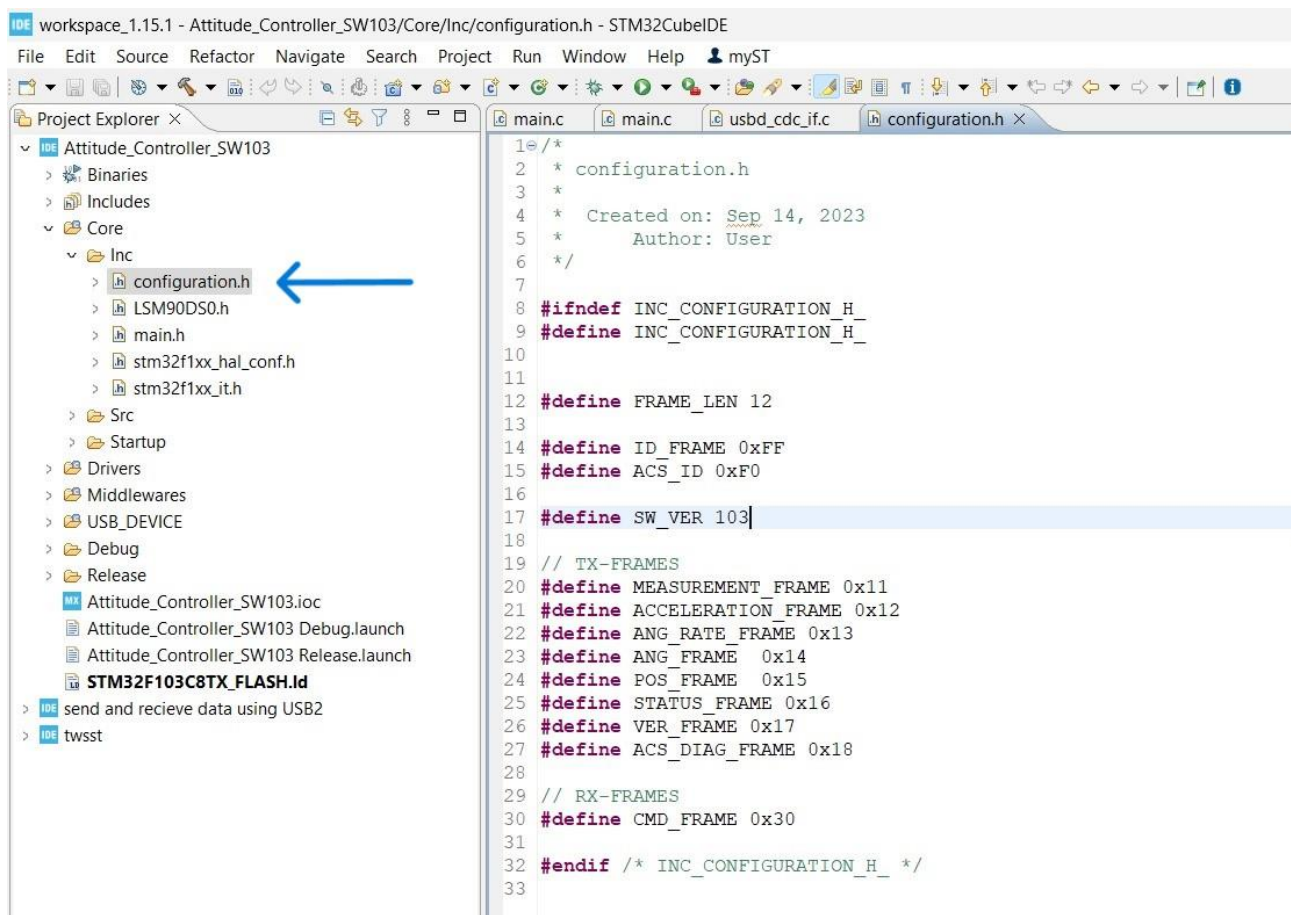 IDE workspace_1.15.1 - Attitude_Controller_SW103/Core/Inc/configuration.h - STM32CubeIDE
File Edit Source Refactor Navigate Search Project Run Window Help myST
Project Explorer
Attitude_Controller_SW103
Binaries
Includes
Core
Inc
configuration.h
LSM90DS0.h
main.h
stm32f1xx_hal_conf.h
stm32f1xx_it.h
Src
Startup
Drivers
Middlewares
USB_DEVICE
Debug
Release
MX Attitude_Controller_SW103.ioc
Attitude_Controller_SW103 Debug.launch
Attitude_Controller_SW103 Release.launch
STM32F103C8TX_FLASH.ld
IDE send and recieve data using USB2
IDE twsst
main.c main.c usbd_cdc_if.c configuration.h
1 /*
2  * configuration.h
3  *
4  *  Created on: Sep 14, 2023
5  *      Author: User
6  */
7
8 #ifndef INC_CONFIGURATION_H_
9 #define INC_CONFIGURATION_H_
10
11
12 #define FRAME_LEN 12
13
14 #define ID_FRAME 0xFF
15 #define ACS_ID 0xF0
16
17 #define SW_VER 103
18
19 // TX-FRAMES
20 #define MEASUREMENT_FRAME 0x11
21 #define ACCELERATION_FRAME 0x12
22 #define ANG_RATE_FRAME 0x13
23 #define ANG_FRAME  0x14
24 #define POS_FRAME  0x15
25 #define STATUS_FRAME 0x16
26 #define VER_FRAME 0x17
27 #define ACS_DIAG_FRAME 0x18
28
29 // RX-FRAMES
30 #define CMD_FRAME 0x30
31
32 #endif /* INC_CONFIGURATION_H_ */
33